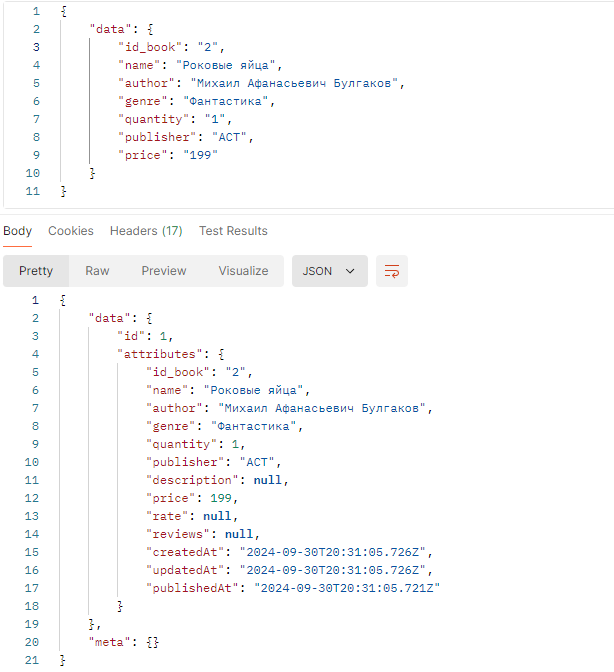 1 {
2 "data": {
3 "id_book": "2",
4 "name": "Роковые яйца",
5 "author": "Михаил Афанасьевич Булгаков",
6 "genre": "Фантастика",
7 "quantity": "1",
8 "publisher": "АСТ",
9 "price": "199"
10 }
11 }
Body Cookies Headers (17) Test Results
Pretty Raw Preview Visualize JSON
1 {
2 "data": {
3 "id": 1,
4 "attributes": {
5 "id_book": "2",
6 "name": "Роковые яйца",
7 "author": "Михаил Афанасьевич Булгаков",
8 "genre": "Фантастика",
9 "quantity": 1,
10 "publisher": "АСТ",
11 "description": null,
12 "price": 199,
13 "rate": null,
14 "reviews": null,
15 "createdAt": "2024-09-30T20:31:05.726Z",
16 "updatedAt": "2024-09-30T20:31:05.726Z",
17 "publishedAt": "2024-09-30T20:31:05.721Z"
18 }
19 },
20 "meta": {}
21 }